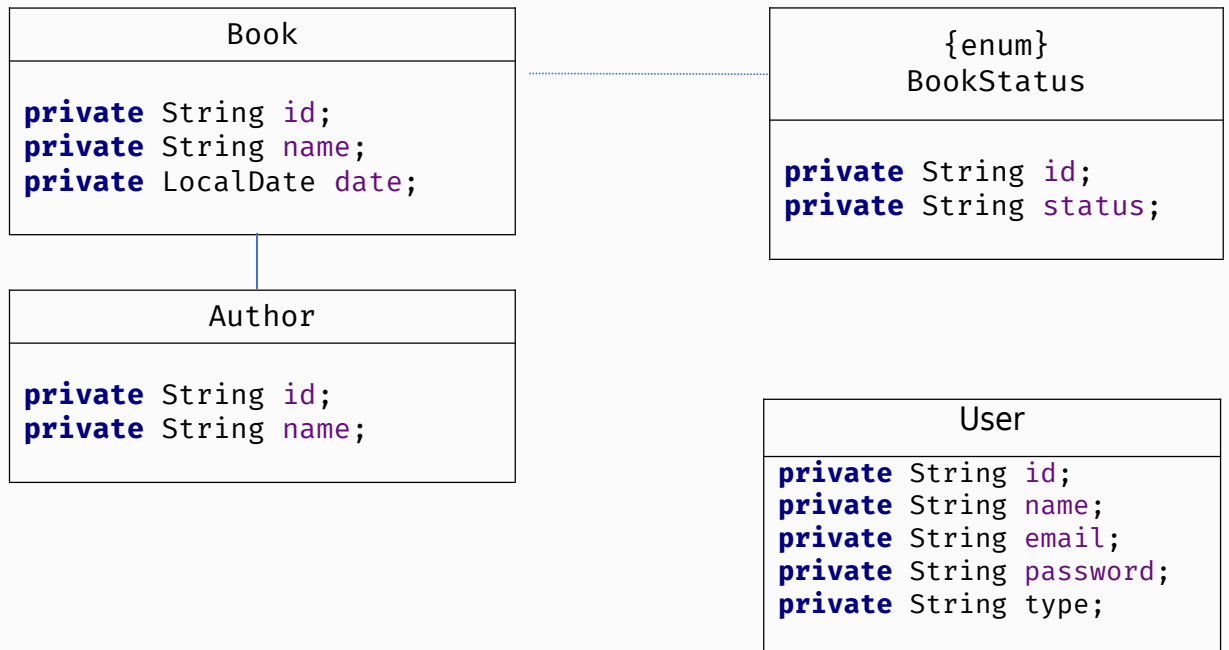 Book
private String id;
private String name;
private LocalDate date;
{enum}
BookStatus
private String id;
private String status;
Author
private String id;
private String name;
User
private String id;
private String name;
private String email;
private String password;
private String type;